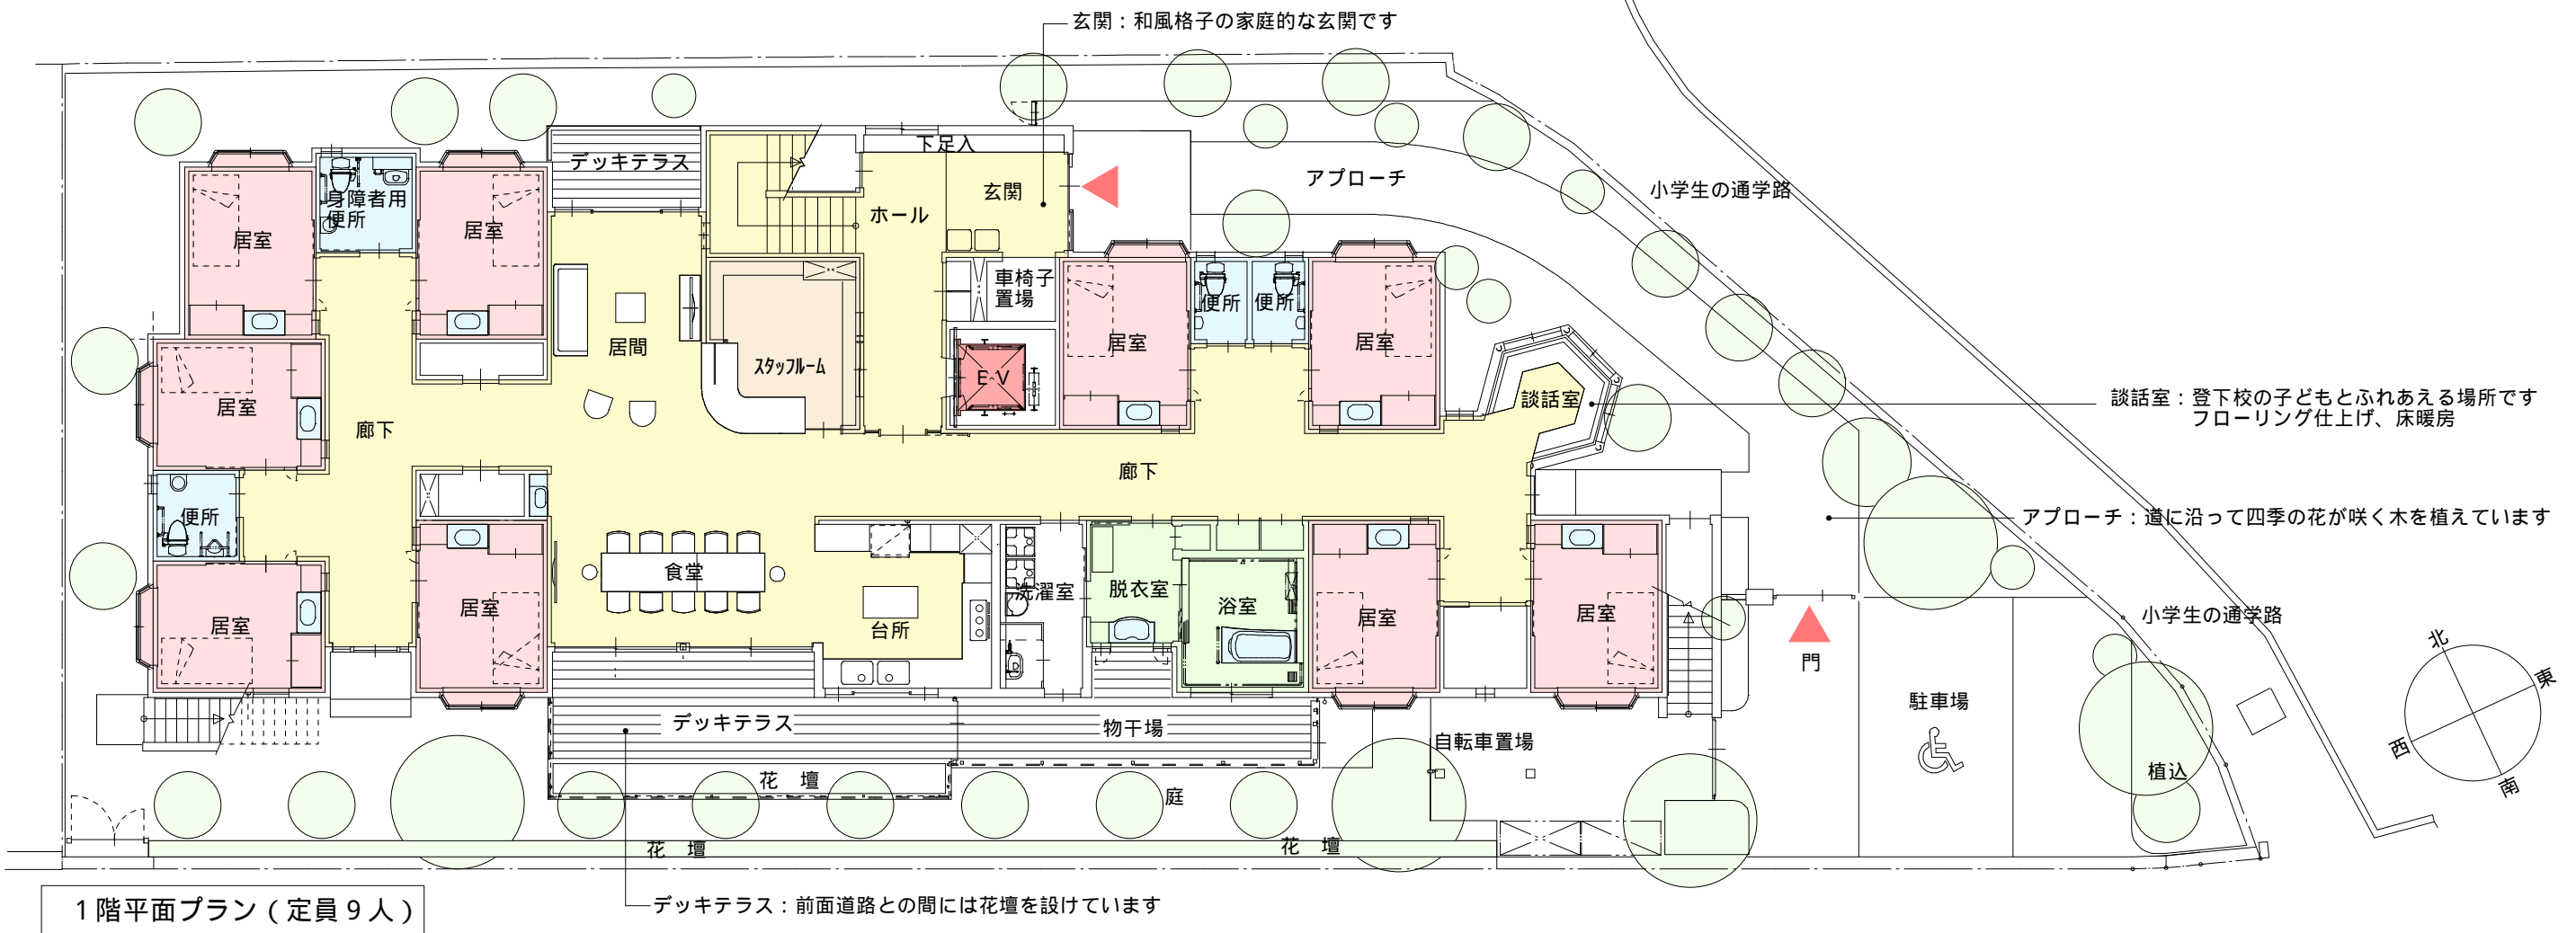 玄関：和風格子の家庭的な玄関です
下足入
デッキテラス
アプローチ
小学生の通学路
玄関
ホール
身障者用
便所
居室
居室
車椅子
置場
便所
便所
居室
居室
居間
スタッフルーム
E V
談話室
談話室：登下校の子どもとふれあえる場所です
フローリング仕上げ、床暖房
居室
廊下
廊下
便所
アプローチ：道に沿って四季の花が咲く木を植えています
食堂
洗濯室
脱衣室
浴室
居室
居室
居室
居室
台所
小学生の通学路
門
北
東
西
南
駐車場
デッキテラス
物干場
自転車置場
植込
花　壇
庭
花　壇
花　壇
1階平面プラン（定員9人）
デッキテラス：前面道路との間には花壇を設けています